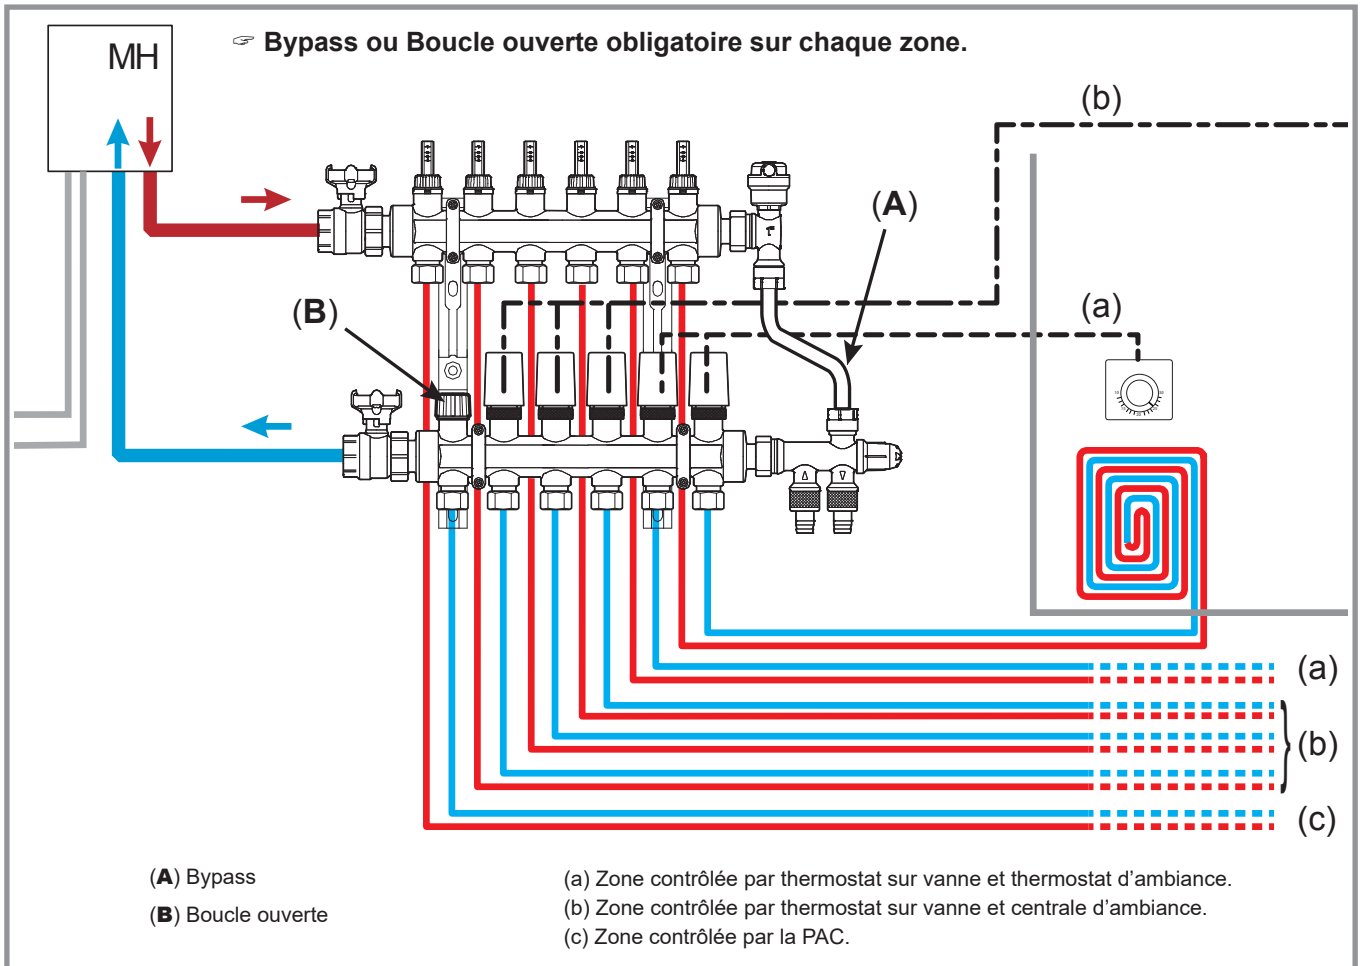 MH
☞ Bypass ou Boucle ouverte obligatoire sur chaque zone.
(b)
(A)
(a)
(B)
(a)
(b)
(c)
(A) Bypass
(B) Boucle ouverte
(a) Zone contrôlée par thermostat sur vanne et thermostat d’ambiance.
(b) Zone contrôlée par thermostat sur vanne et centrale d’ambiance.
(c) Zone contrôlée par la PAC.